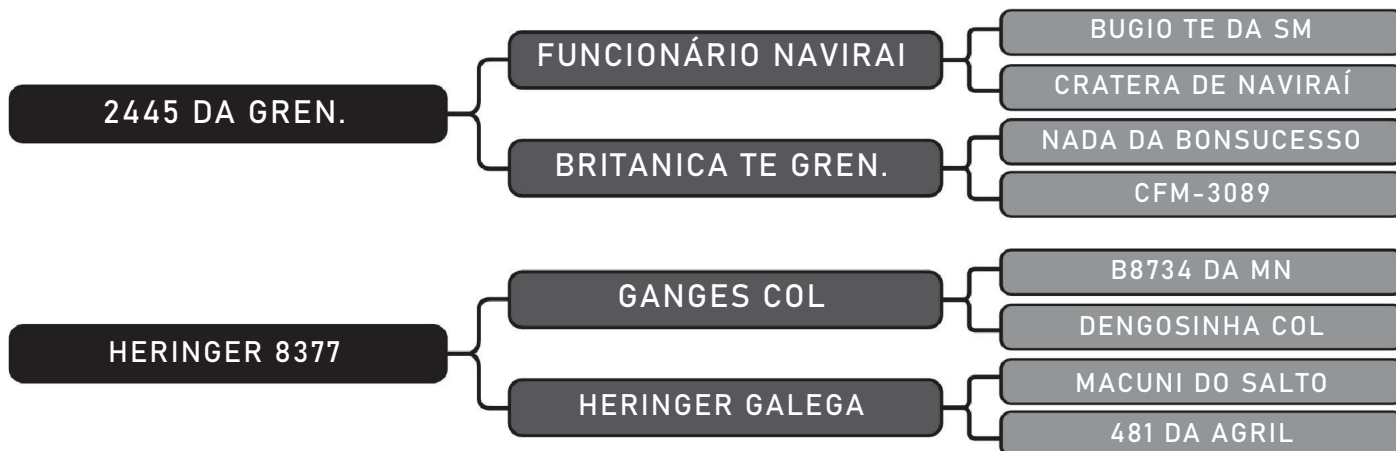 2445 DA GREN.
FUNCIONÁRIO NAVIRAI
BRITANICA TE GREN.
BUGIO TE DA SM
CRATERA DE NAVIRAÍ
NADA DA BONSUCESSO
CFM-3089
HERINGER 8377
GANGES COL
HERINGER GALEGA
B8734 DA MN
DENGOSINHA COL
MACUNI DO SALTO
481 DA AGRIL